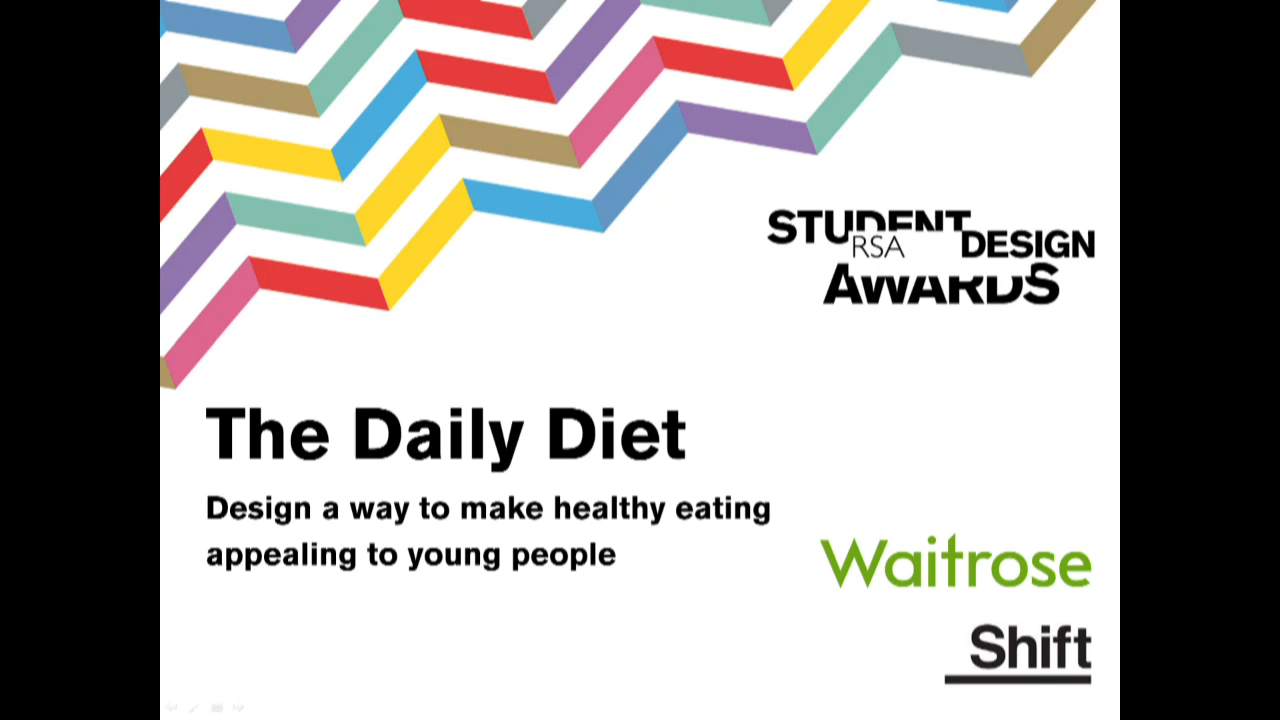 STUDENT
RSA DESIGN
AWARDS
The Daily Diet
Design a way to make healthy eating
appealing to young people
Waitrose
Shift